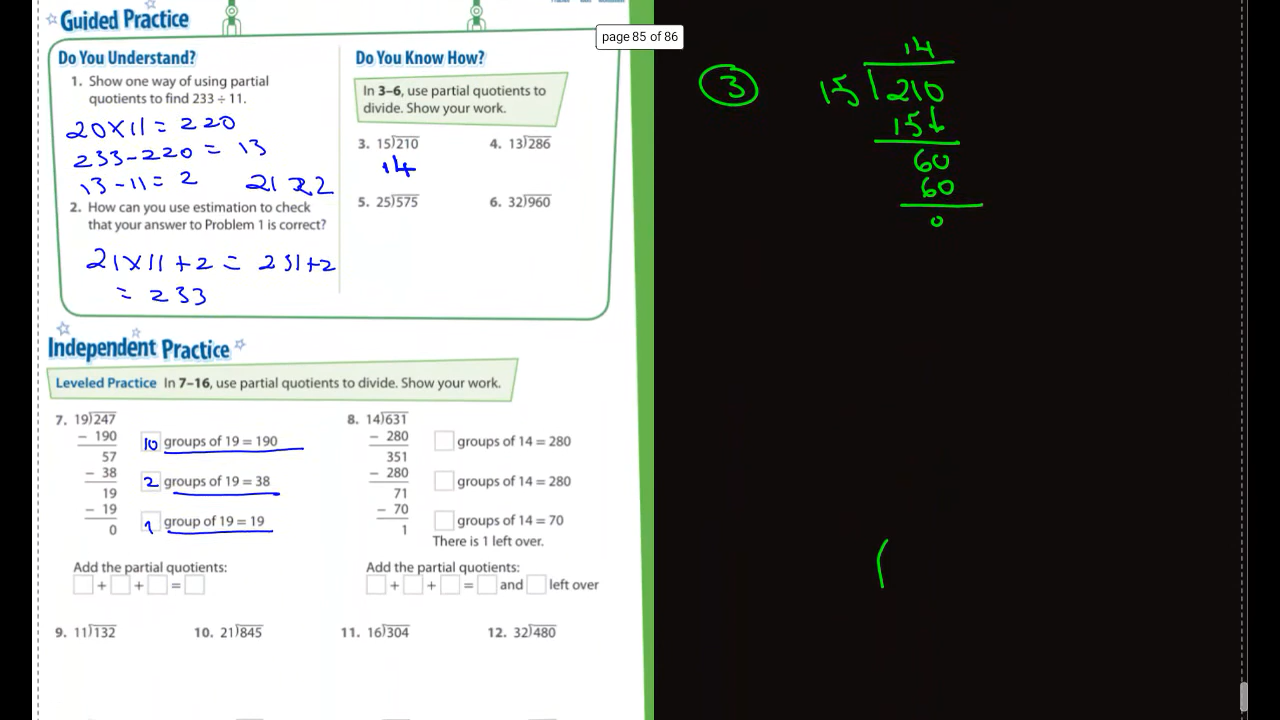 Guided Practice
page 85 of 86
Do You Understand?
1. Show one way of using partial
quotients to find 233 ÷ 11.
20 x 11 = 220
233 - 220 = 13
13 - 11 = 2 21 R2
2. How can you use estimation to check
that your answer to Problem 1 is correct?
21 x 11 + 2 = 231 + 2
= 233
Do You Know How?
In 3–6, use partial quotients to
divide. Show your work.
3. 15)210 4. 13)286
14
5. 25)575 6. 32)960
Independent Practice
Leveled Practice In 7–16, use partial quotients to divide. Show your work.
7. 19)247
− 190 10 groups of 19 = 190
57
− 38 2 groups of 19 = 38
19
− 19 1 group of 19 = 19
0
Add the partial quotients:
+ + =
8. 14)631
− 280 groups of 14 = 280
351
− 280 groups of 14 = 280
71
− 70 groups of 14 = 70
1
There is 1 left over.
Add the partial quotients:
+ + = and left over
9. 11)132 10. 21)845 11. 16)304 12. 32)480
14
3 15)210
15↓
60
60
0
(